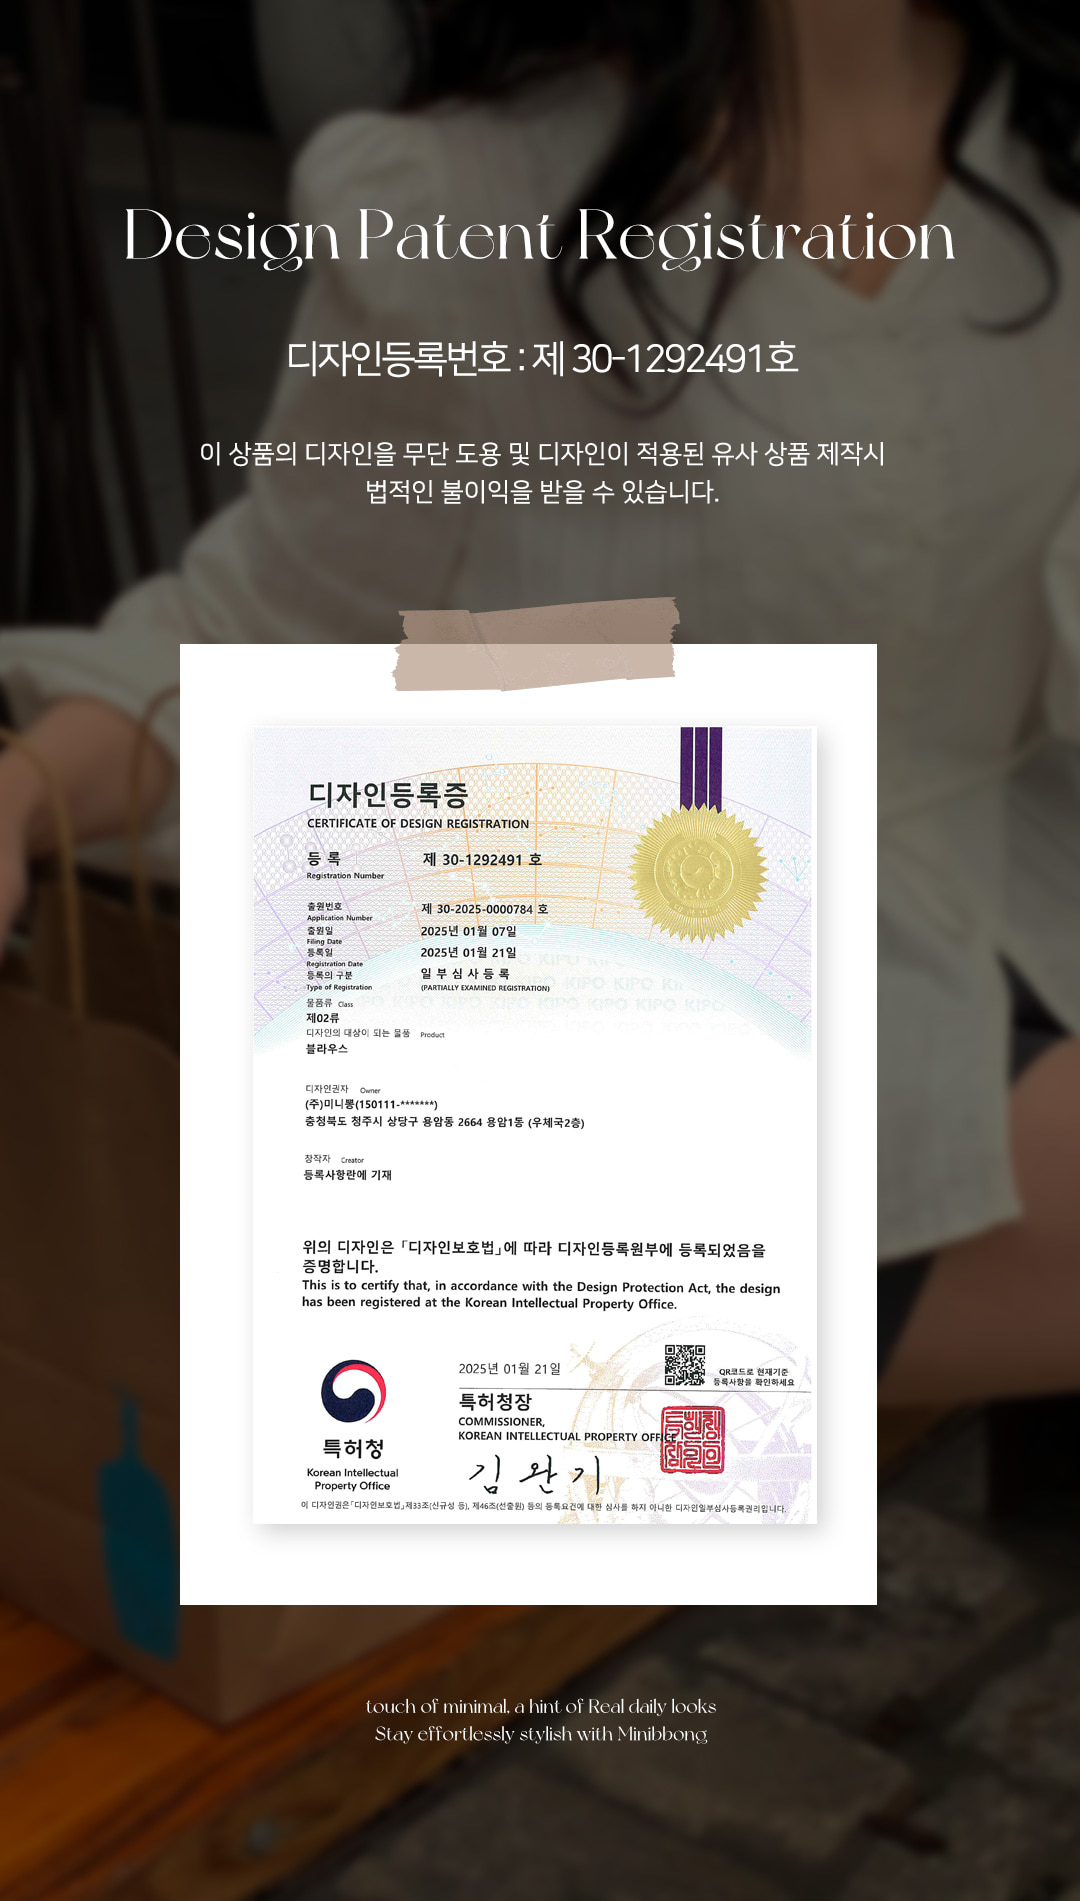 Design Patent Registration
디자인등록번호 : 제 30-1292491호
이 상품의 디자인을 무단 도용 및 디자인이 적용된 유사 상품 제작시
법적인 불이익을 받을 수 있습니다.
디자인등록증
CERTIFICATE OF DESIGN REGISTRATION
등 록 제 30-1292491 호
Registration Number
출원번호 제 30-2025-0000784 호
Application Number
출원일 2025년 01월 07일
Filing Date
등록일 2025년 01월 21일
Registration Date
등록의 구분 일 부 심 사 등 록
Type of Registration (PARTIALLY EXAMINED REGISTRATION)
물품류 Class
제02류
디자인의 대상이 되는 물품 Product
블라우스
디자인권자 Owner
(주)미니뽕(150111-*******)
충청북도 청주시 상당구 용암동 2664 용암1동 (우체국2층)
창작자 Creator
등록사항란에 기재
위의 디자인은 「디자인보호법」에 따라 디자인등록원부에 등록되었음을
증명합니다.
This is to certify that, in accordance with the Design Protection Act, the design
has been registered at the Korean Intellectual Property Office.
2025년 01월 21일
QR코드로 현재기준
등록사항을 확인하세요
특허청장
COMMISSIONER,
KOREAN INTELLECTUAL PROPERTY OFFICE
김 완 기
특허청
Korean Intellectual
Property Office
이 디자인권은「디자인보호법」제33조(신규성 등), 제46조(선출원) 등의 등록요건에 대한 심사를 하지 아니한 디자인일부심사등록권리입니다.
touch of minimal, a hint of Real daily looks
Stay effortlessly stylish with Minibbong